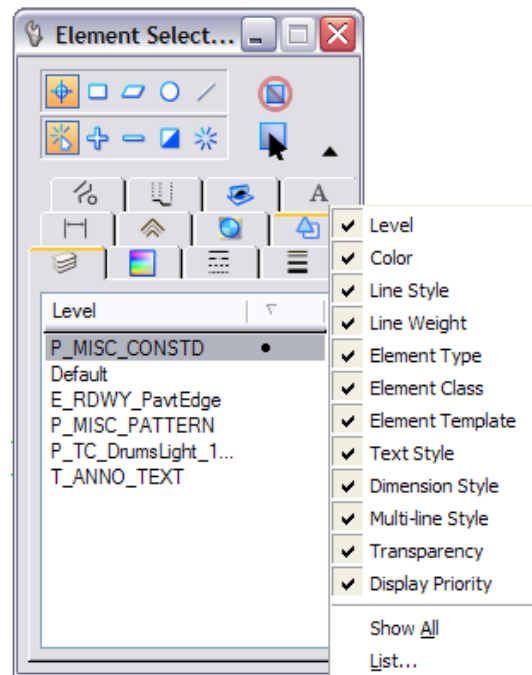 Element Select...
A
Level
P_MISC_CONSTD
Default
E_RDWY_PavtEdge
P_MISC_PATTERN
P_TC_DrumsLight_1...
T_ANNO_TEXT
Level
Color
Line Style
Line Weight
Element Type
Element Class
Element Template
Text Style
Dimension Style
Multi-line Style
Transparency
Display Priority
Show All
List...